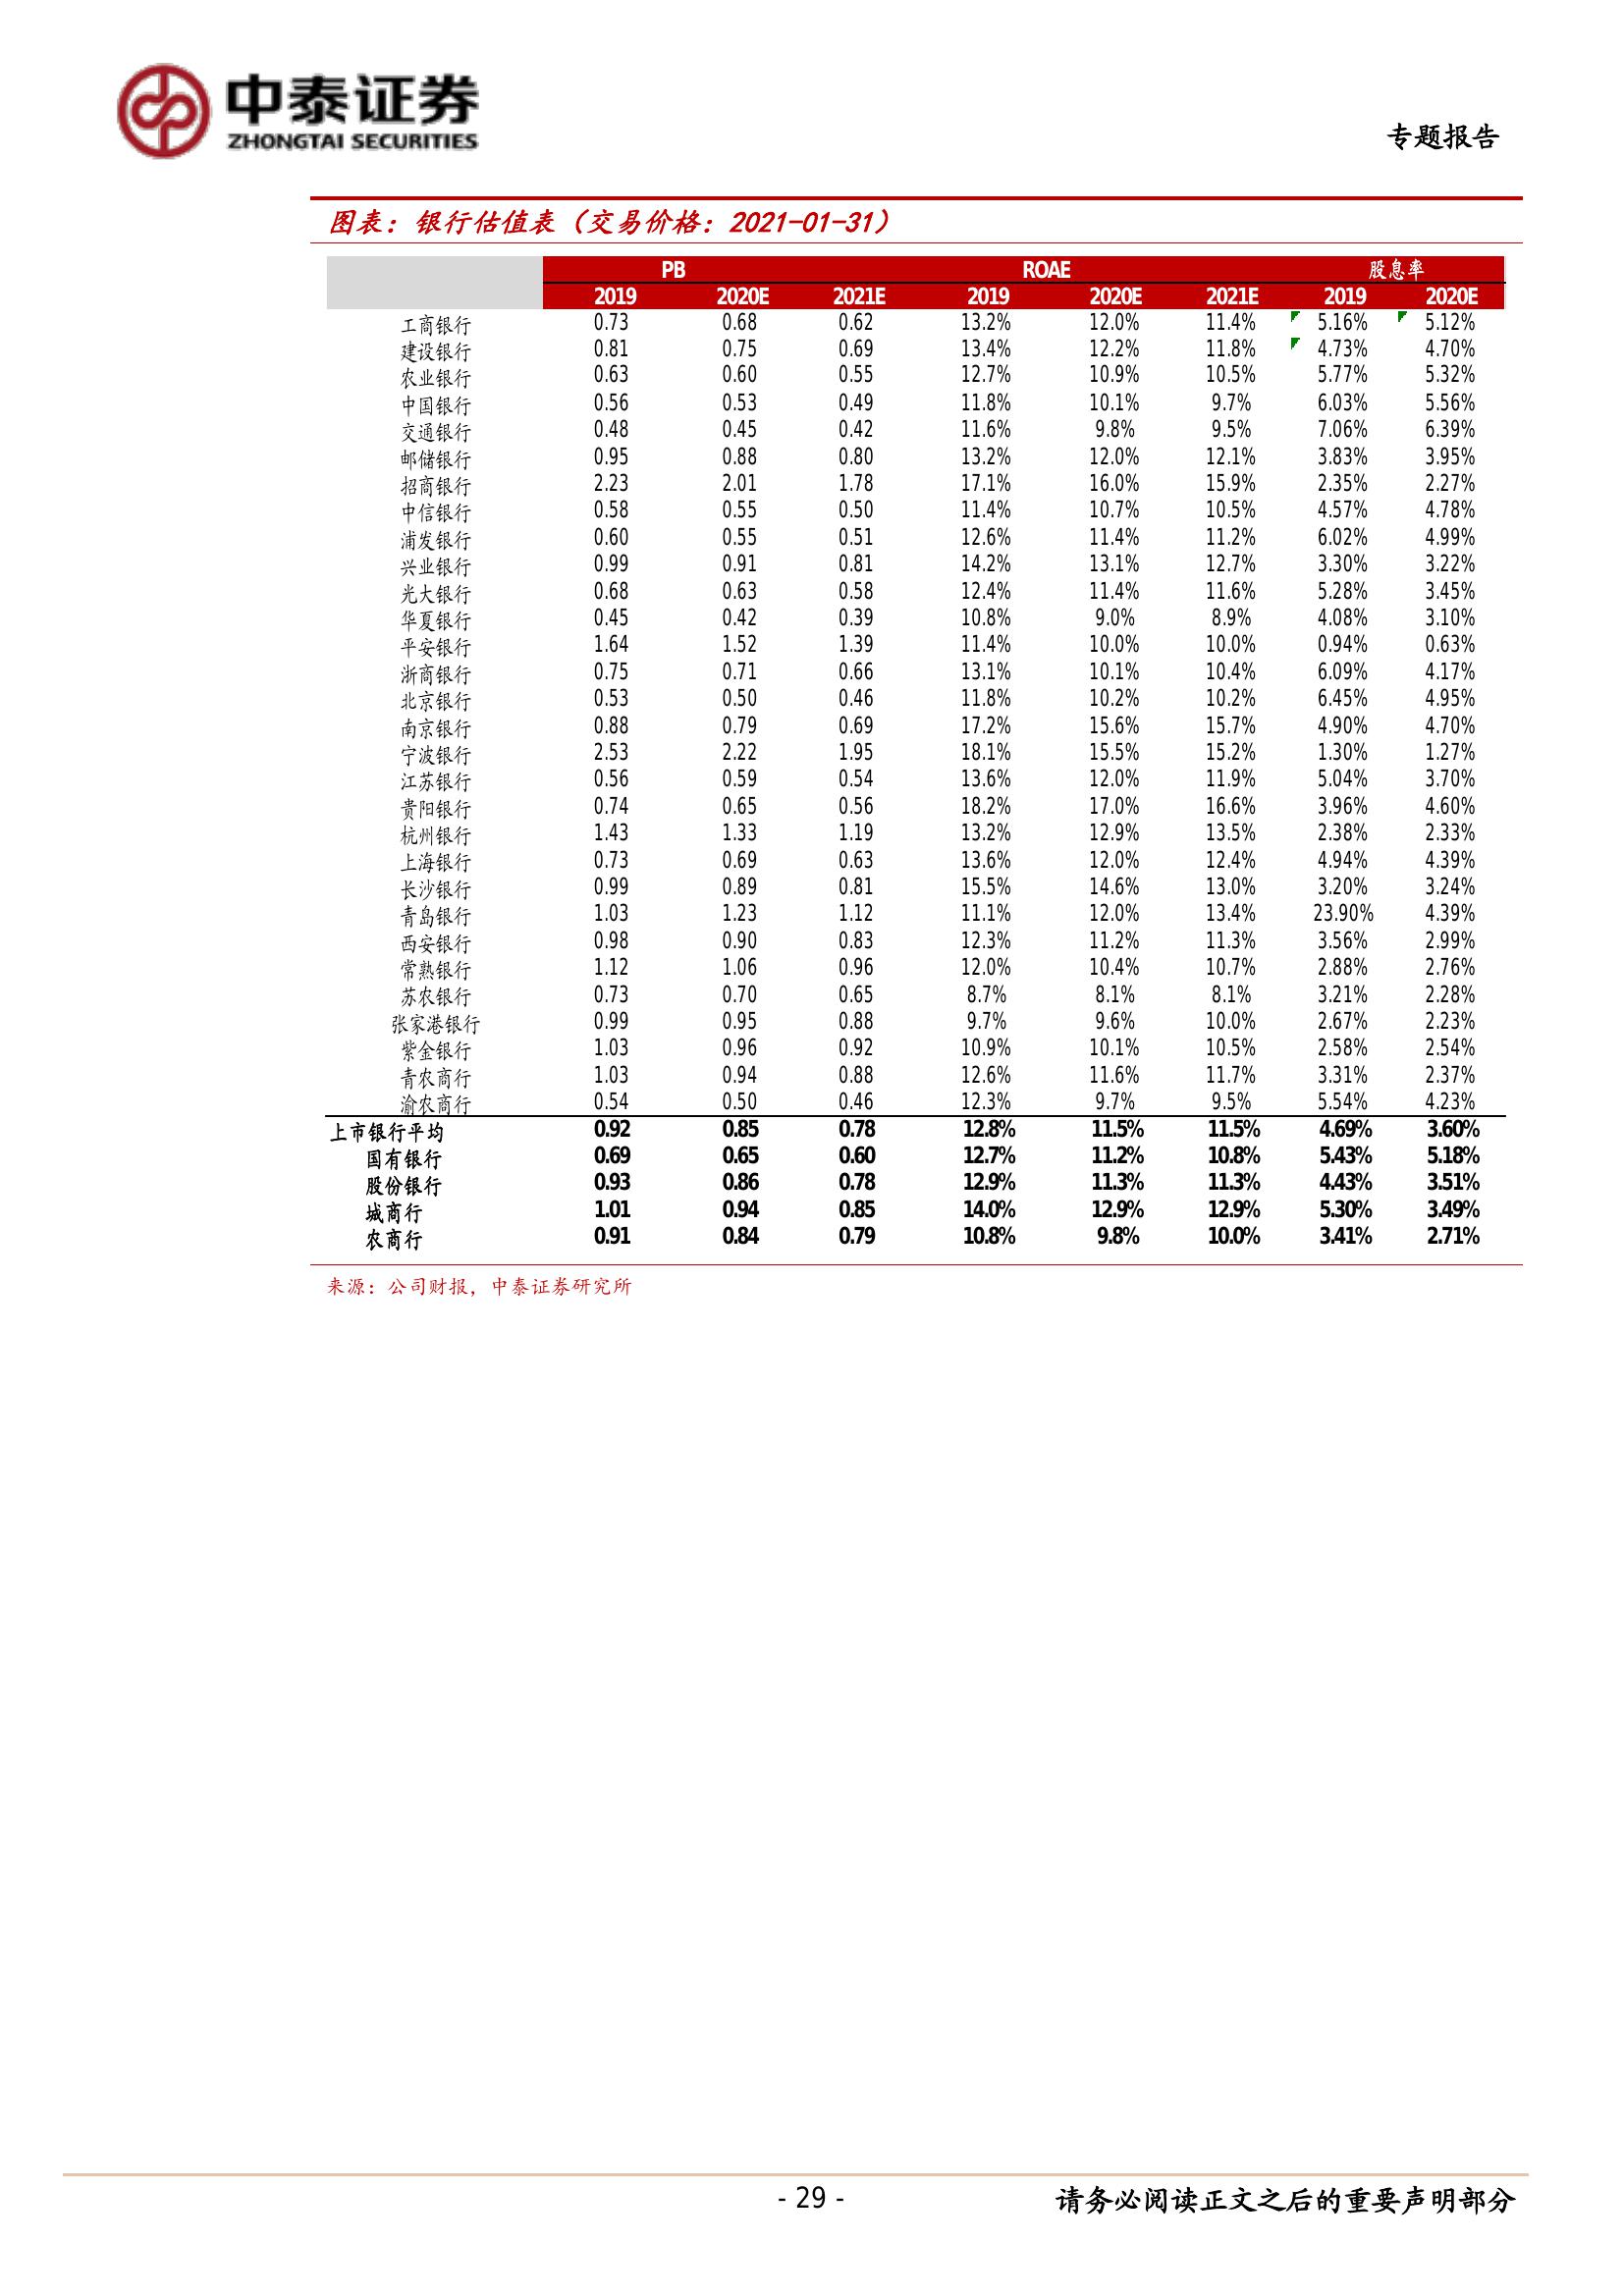 中泰证券
ZHONGTAI SECURITIES
专题报告
图表：银行估值表（交易价格：2021-01-31）
PB ROAE 股息率
2019 2020E 2021E 2019 2020E 2021E 2019 2020E
工商银行 0.73 0.68 0.62 13.2% 12.0% 11.4% 5.16% 5.12%
建设银行 0.81 0.75 0.69 13.4% 12.2% 11.8% 4.73% 4.70%
农业银行 0.63 0.60 0.55 12.7% 10.9% 10.5% 5.77% 5.32%
中国银行 0.56 0.53 0.49 11.8% 10.1% 9.7% 6.03% 5.56%
交通银行 0.48 0.45 0.42 11.6% 9.8% 9.5% 7.06% 6.39%
邮储银行 0.95 0.88 0.80 13.2% 12.0% 12.1% 3.83% 3.95%
招商银行 2.23 2.01 1.78 17.1% 16.0% 15.9% 2.35% 2.27%
中信银行 0.58 0.55 0.50 11.4% 10.7% 10.5% 4.57% 4.78%
浦发银行 0.60 0.55 0.51 12.6% 11.4% 11.2% 6.02% 4.99%
兴业银行 0.99 0.91 0.81 14.2% 13.1% 12.7% 3.30% 3.22%
光大银行 0.68 0.63 0.58 12.4% 11.4% 11.6% 5.28% 3.45%
华夏银行 0.45 0.42 0.39 10.8% 9.0% 8.9% 4.08% 3.10%
平安银行 1.64 1.52 1.39 11.4% 10.0% 10.0% 0.94% 0.63%
浙商银行 0.75 0.71 0.66 13.1% 10.1% 10.4% 6.09% 4.17%
北京银行 0.53 0.50 0.46 11.8% 10.2% 10.2% 6.45% 4.95%
南京银行 0.88 0.79 0.69 17.2% 15.6% 15.7% 4.90% 4.70%
宁波银行 2.53 2.22 1.95 18.1% 15.5% 15.2% 1.30% 1.27%
江苏银行 0.56 0.59 0.54 13.6% 12.0% 11.9% 5.04% 3.70%
贵阳银行 0.74 0.65 0.56 18.2% 17.0% 16.6% 3.96% 4.60%
杭州银行 1.43 1.33 1.19 13.2% 12.9% 13.5% 2.38% 2.33%
上海银行 0.73 0.69 0.63 13.6% 12.0% 12.4% 4.94% 4.39%
长沙银行 0.99 0.89 0.81 15.5% 14.6% 13.0% 3.20% 3.24%
青岛银行 1.03 1.23 1.12 11.1% 12.0% 13.4% 23.90% 4.39%
西安银行 0.98 0.90 0.83 12.3% 11.2% 11.3% 3.56% 2.99%
常熟银行 1.12 1.06 0.96 12.0% 10.4% 10.7% 2.88% 2.76%
苏农银行 0.73 0.70 0.65 8.7% 8.1% 8.1% 3.21% 2.28%
张家港银行 0.99 0.95 0.88 9.7% 9.6% 10.0% 2.67% 2.23%
紫金银行 1.03 0.96 0.92 10.9% 10.1% 10.5% 2.58% 2.54%
青农商行 1.03 0.94 0.88 12.6% 11.6% 11.7% 3.31% 2.37%
渝农商行 0.54 0.50 0.46 12.3% 9.7% 9.5% 5.54% 4.23%
上市银行平均 0.92 0.85 0.78 12.8% 11.5% 11.5% 4.69% 3.60%
国有银行 0.69 0.65 0.60 12.7% 11.2% 10.8% 5.43% 5.18%
股份银行 0.93 0.86 0.78 12.9% 11.3% 11.3% 4.43% 3.51%
城商行 1.01 0.94 0.85 14.0% 12.9% 12.9% 5.30% 3.49%
农商行 0.91 0.84 0.79 10.8% 9.8% 10.0% 3.41% 2.71%
来源：公司财报，中泰证券研究所
- 29 -
请务必阅读正文之后的重要声明部分